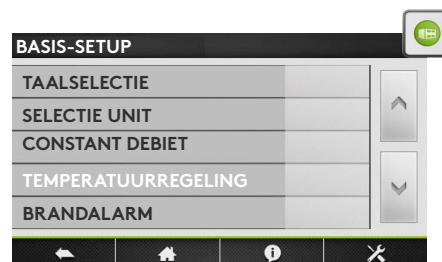 BASIS-SETUP
TAALSELECTIE
SELECTIE UNIT
CONSTANT DEBIET
TEMPERATUURREGELING
BRANDALARM